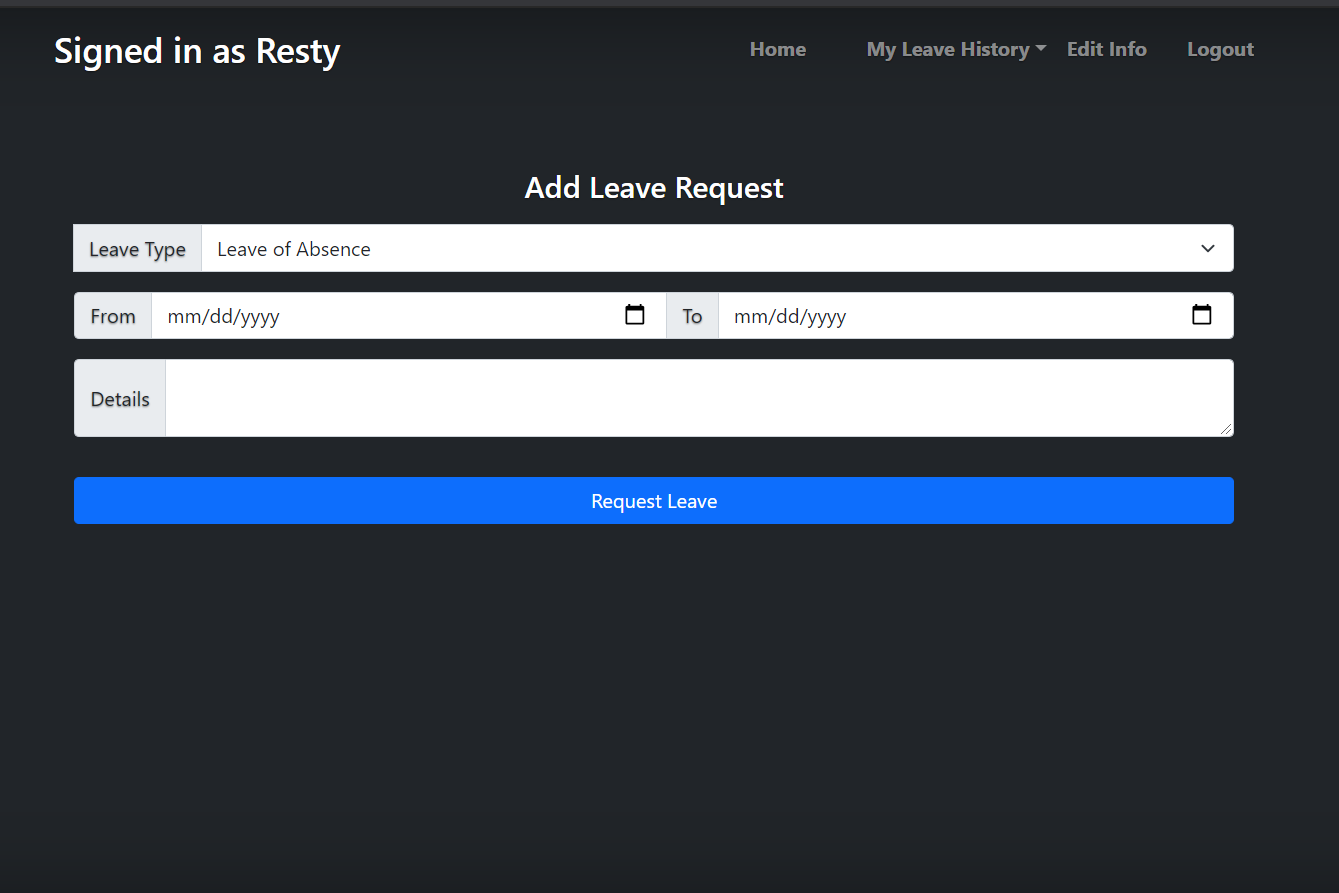 Signed in as Resty
Home My Leave History Edit Info Logout
Add Leave Request
Leave Type Leave of Absence
From mm/dd/yyyy To mm/dd/yyyy
Details
Request Leave